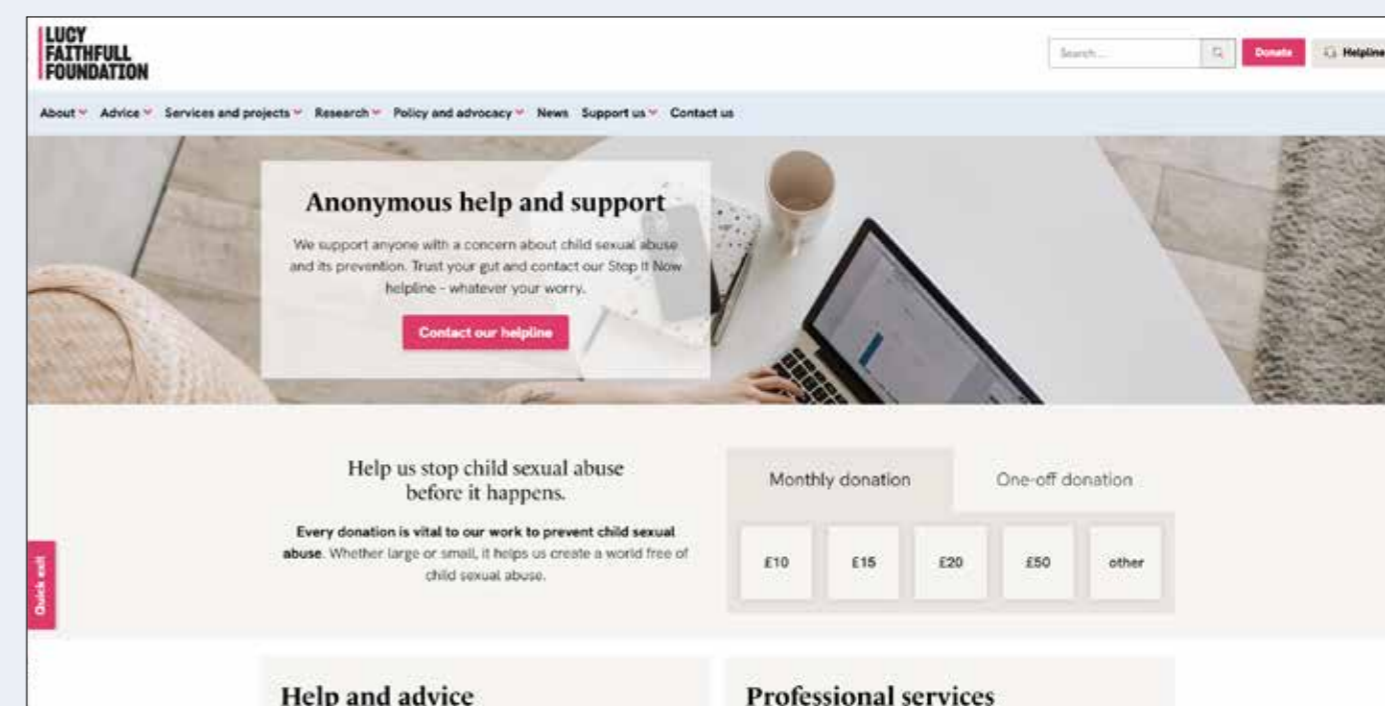 LUCY
FAITHFULL
FOUNDATION
Search...
Donate
Helpline
About Advice Services and projects Research Policy and advocacy News Support us Contact us
Anonymous help and support
We support anyone with a concern about child sexual abuse
and its prevention. Trust your gut and contact our Stop It Now
helpline - whatever your worry.
Contact our helpline
Help us stop child sexual abuse
before it happens.
Every donation is vital to our work to prevent child sexual
abuse. Whether large or small, it helps us create a world free of
child sexual abuse.
Monthly donation
One-off donation
£10
£15
£20
£50
other
Quick exit
Help and advice
Professional services